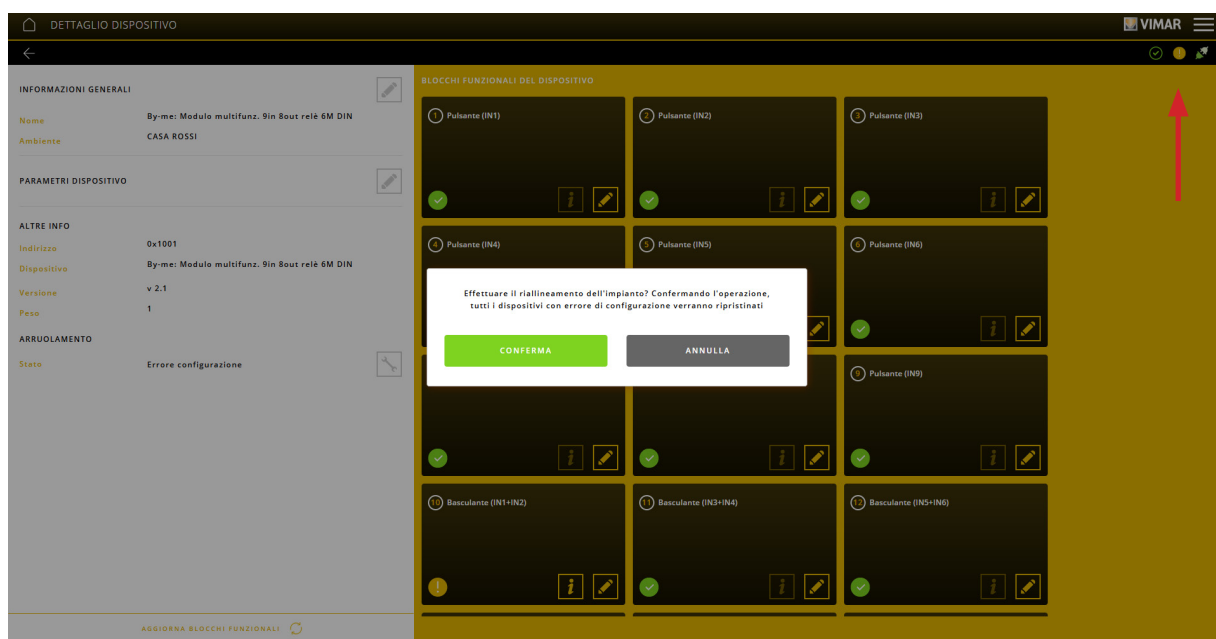 DETTAGLIO DISPOSITIVO
VIMAR
INFORMAZIONI GENERALI
Nome By-me: Modulo multifunz. 9in 8out relè 6M DIN
Ambiente CASA ROSSI
PARAMETRI DISPOSITIVO
ALTRE INFO
Indirizzo 0x1001
Dispositivo By-me: Modulo multifunz. 9in 8out relè 6M DIN
Versione v 2.1
Peso 1
ARRUOLAMENTO
Stato Errore configurazione
AGGIORNA BLOCCHI FUNZIONALI
BLOCCHI FUNZIONALI DEL DISPOSITIVO
1 Pulsante (IN1)
2 Pulsante (IN2)
3 Pulsante (IN3)
4 Pulsante (IN4)
5 Pulsante (IN5)
6 Pulsante (IN6)
Effettuare il riallineamento dell'impianto? Confermando l'operazione,
tutti i dispositivi con errore di configurazione verranno ripristinati
CONFERMA
ANNULLA
9 Pulsante (IN9)
10 Basculante (IN1+IN2)
11 Basculante (IN3+IN4)
12 Basculante (IN5+IN6)